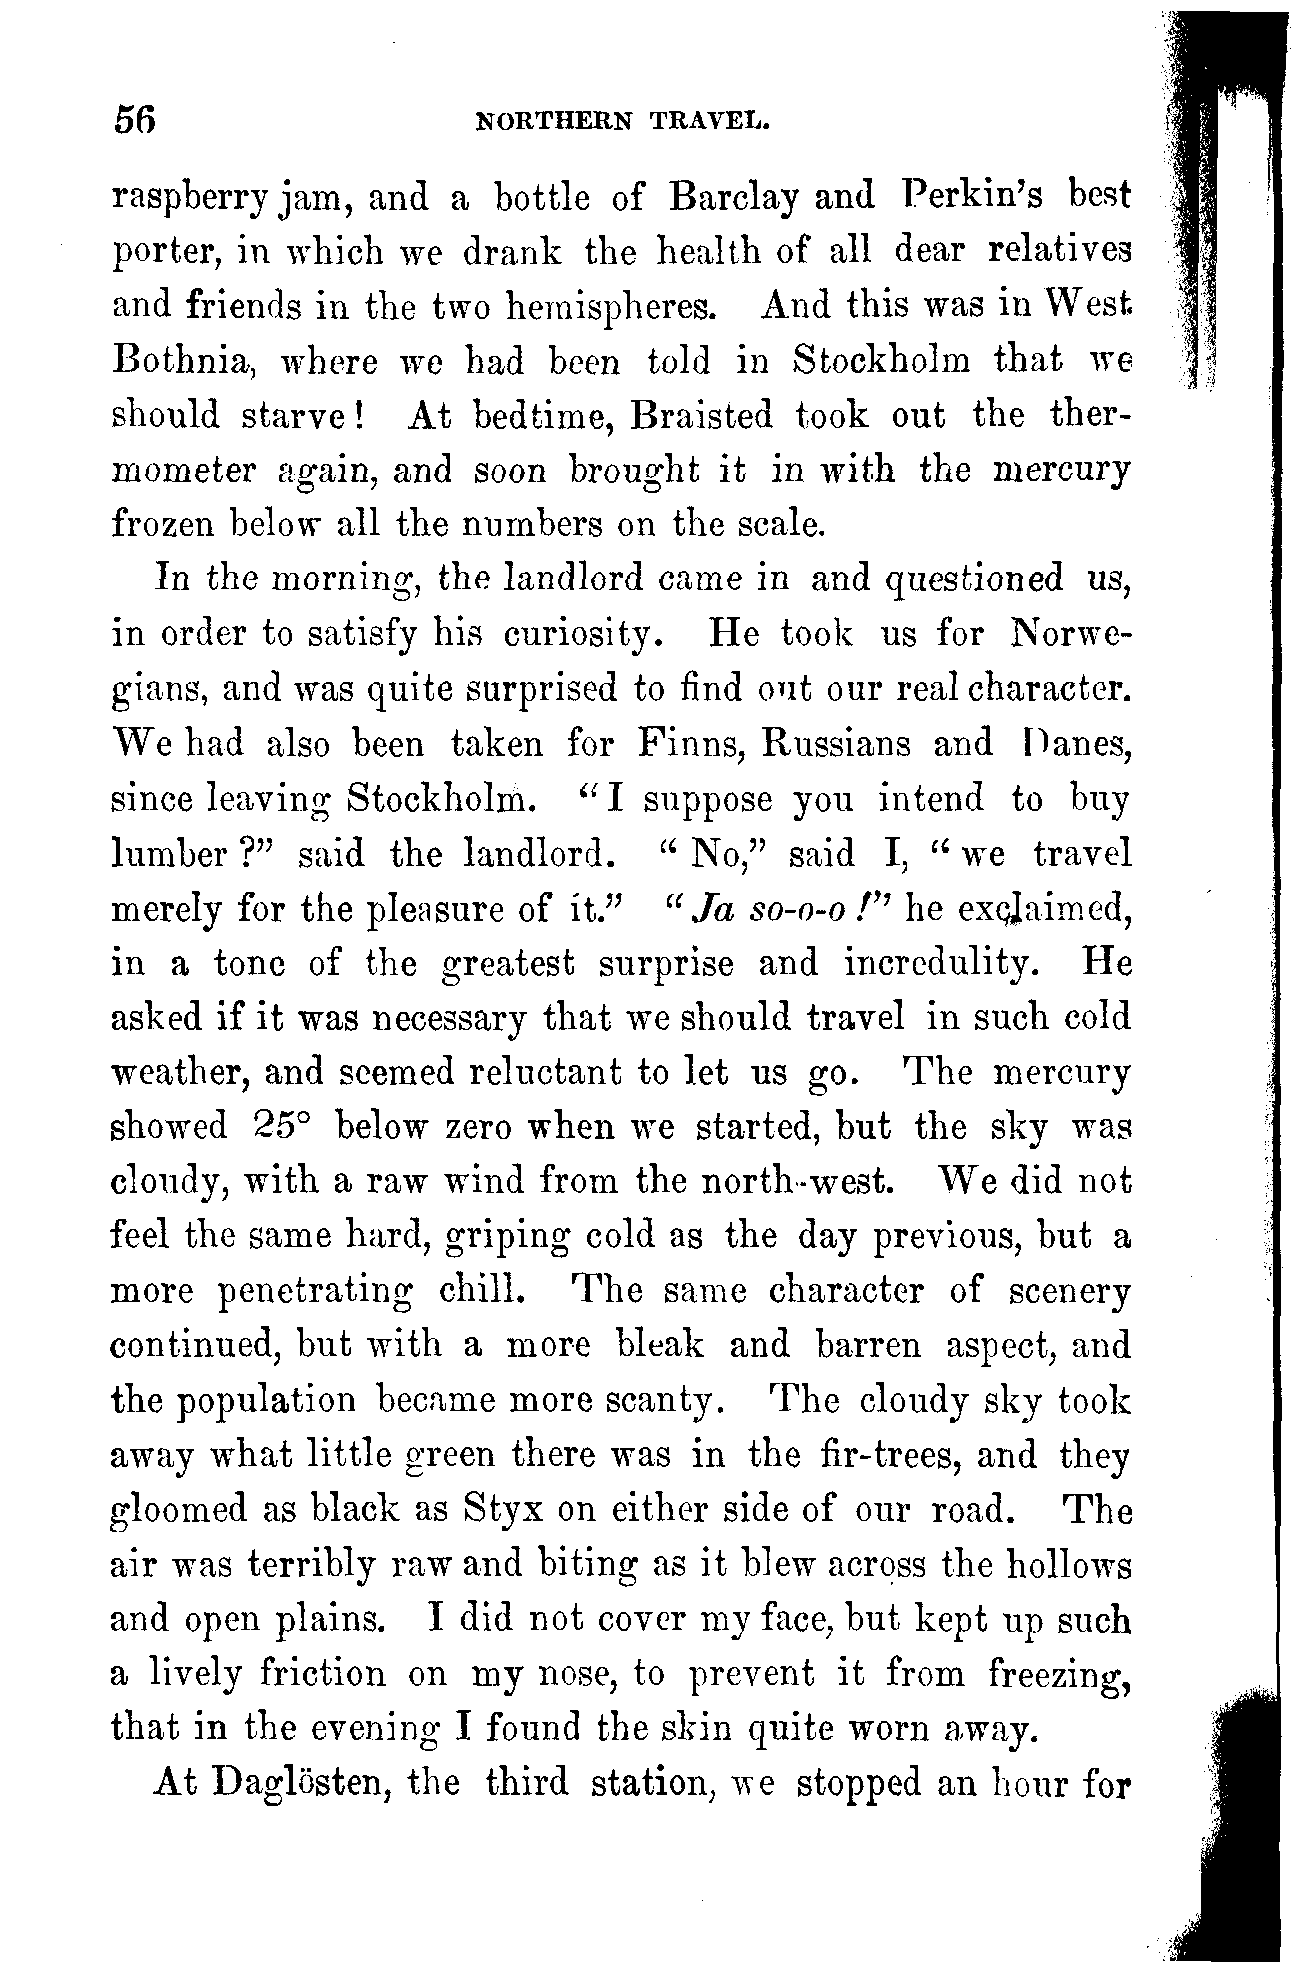 56 NORTHERN TRAVEL.
raspberry jam, and a bottle of Barclay and Perkin's best
porter, in which we drank the health of all dear relatives
and friends in the two hemispheres. And this was in West
Bothnia, where we had been told in Stockholm that we
should starve! At bedtime, Braisted took out the ther-
mometer again, and soon brought it in with the mercury
frozen below all the numbers on the scale.
In the morning, the landlord came in and questioned us,
in order to satisfy his curiosity. He took us for Norwe-
gians, and was quite surprised to find out our real character.
We had also been taken for Finns, Russians and Danes,
since leaving Stockholm. "I suppose you intend to buy
lumber?" said the landlord. "No," said I, "we travel
merely for the pleasure of it." "Ja so-o-o!" he exclaimed,
in a tone of the greatest surprise and incredulity. He
asked if it was necessary that we should travel in such cold
weather, and seemed reluctant to let us go. The mercury
showed 25° below zero when we started, but the sky was
cloudy, with a raw wind from the north-west. We did not
feel the same hard, griping cold as the day previous, but a
more penetrating chill. The same character of scenery
continued, but with a more bleak and barren aspect, and
the population became more scanty. The cloudy sky took
away what little green there was in the fir-trees, and they
gloomed as black as Styx on either side of our road. The
air was terribly raw and biting as it blew across the hollows
and open plains. I did not cover my face, but kept up such
a lively friction on my nose, to prevent it from freezing,
that in the evening I found the skin quite worn away.
At Daglösten, the third station, we stopped an hour for